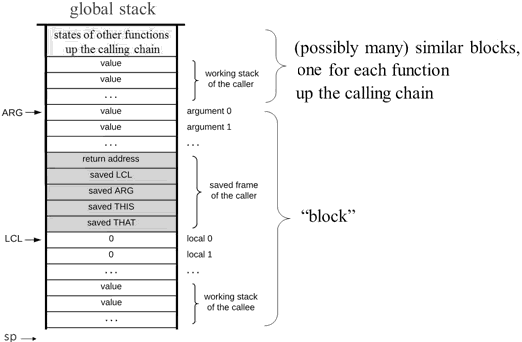 global stack
states of other functions
up the calling chain
value
value
. . .
working stack
of the caller
(possibly many) similar blocks,
one for each function
up the calling chain
ARG
value
argument 0
value
argument 1
. . .
. . .
return address
saved LCL
saved ARG
saved THIS
saved THAT
saved frame
of the caller
“block”
LCL
0
local 0
0
local 1
. . .
. . .
value
value
. . .
working stack
of the callee
sp